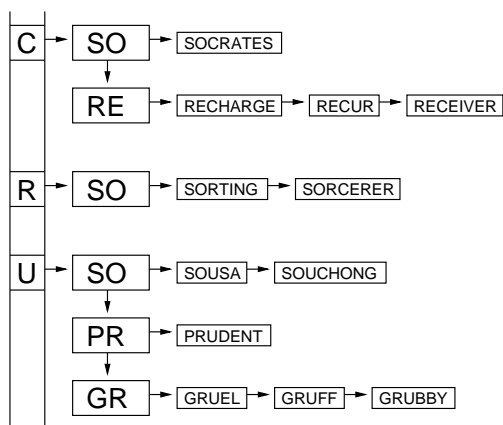 C SO SOCRATES
RE RECHARGE RECUR RECEIVER
R SO SORTING SORCERER
U SO SOUSA SOUCHONG
PR PRUDENT
GR GRUEL GRUFF GRUBBY